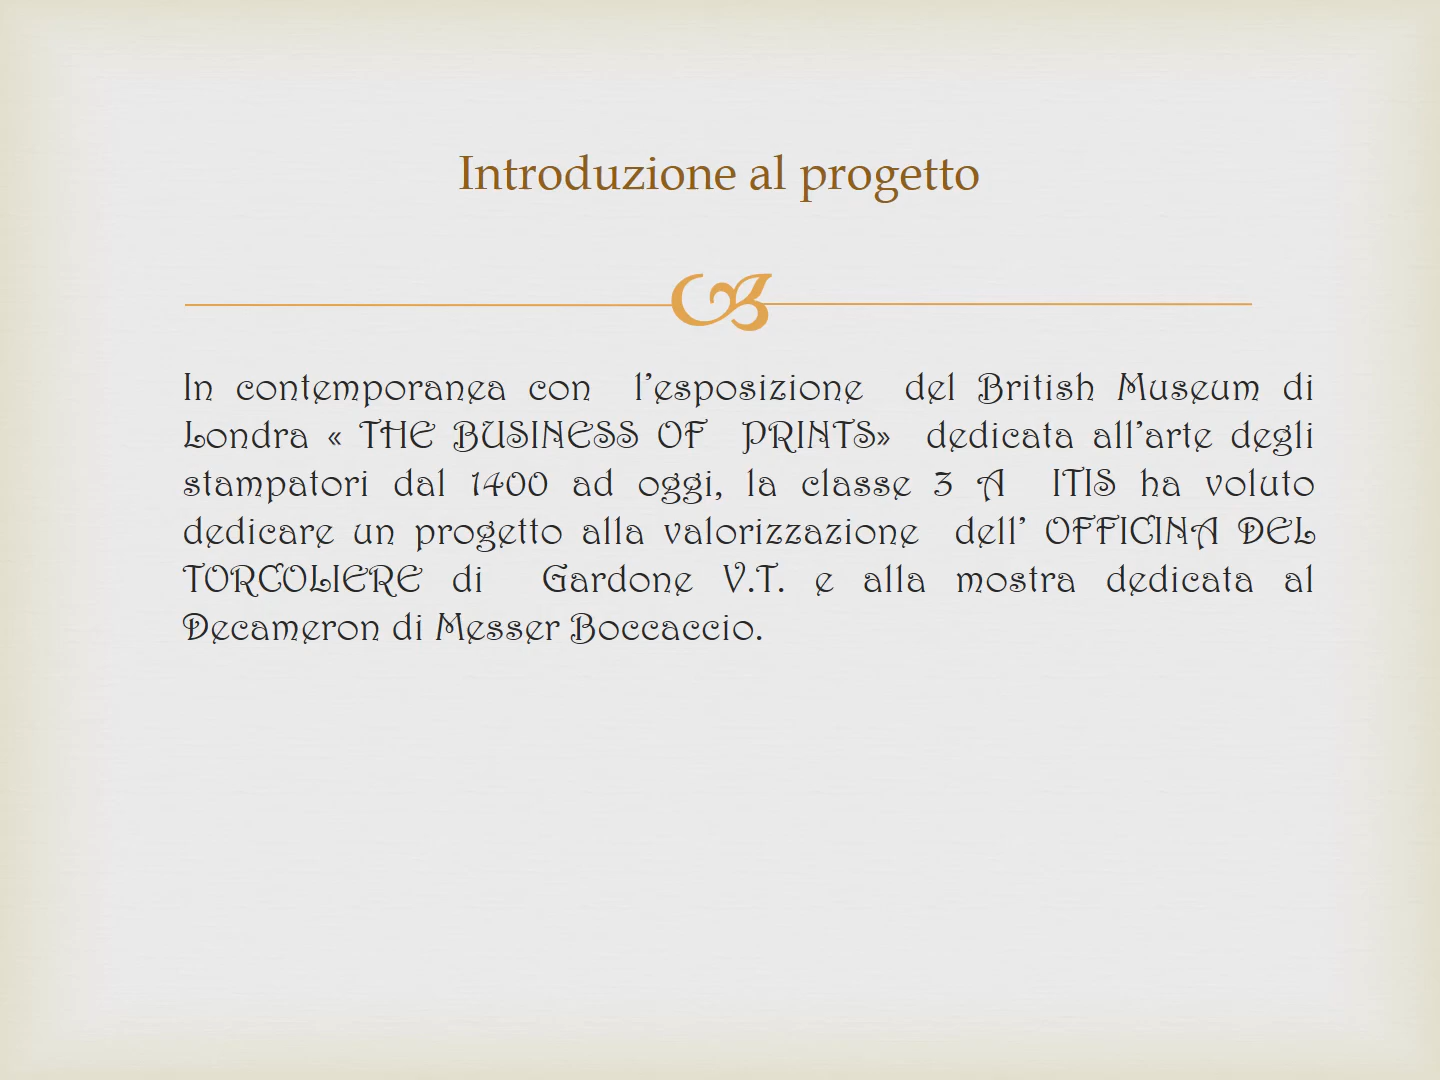 Introduzione al progetto
In contemporanea con l'esposizione del British Museum di
Londra « THE BUSINESS OF PRINTS» dedicata all'arte degli
stampatori dal 1400 ad oggi, la classe 3 A ITIS ha voluto
dedicare un progetto alla valorizzazione dell' OFFICINA DEL
TORCOLIERE di Gardone V.T. e alla mostra dedicata al
Decameron di Messer Boccaccio.